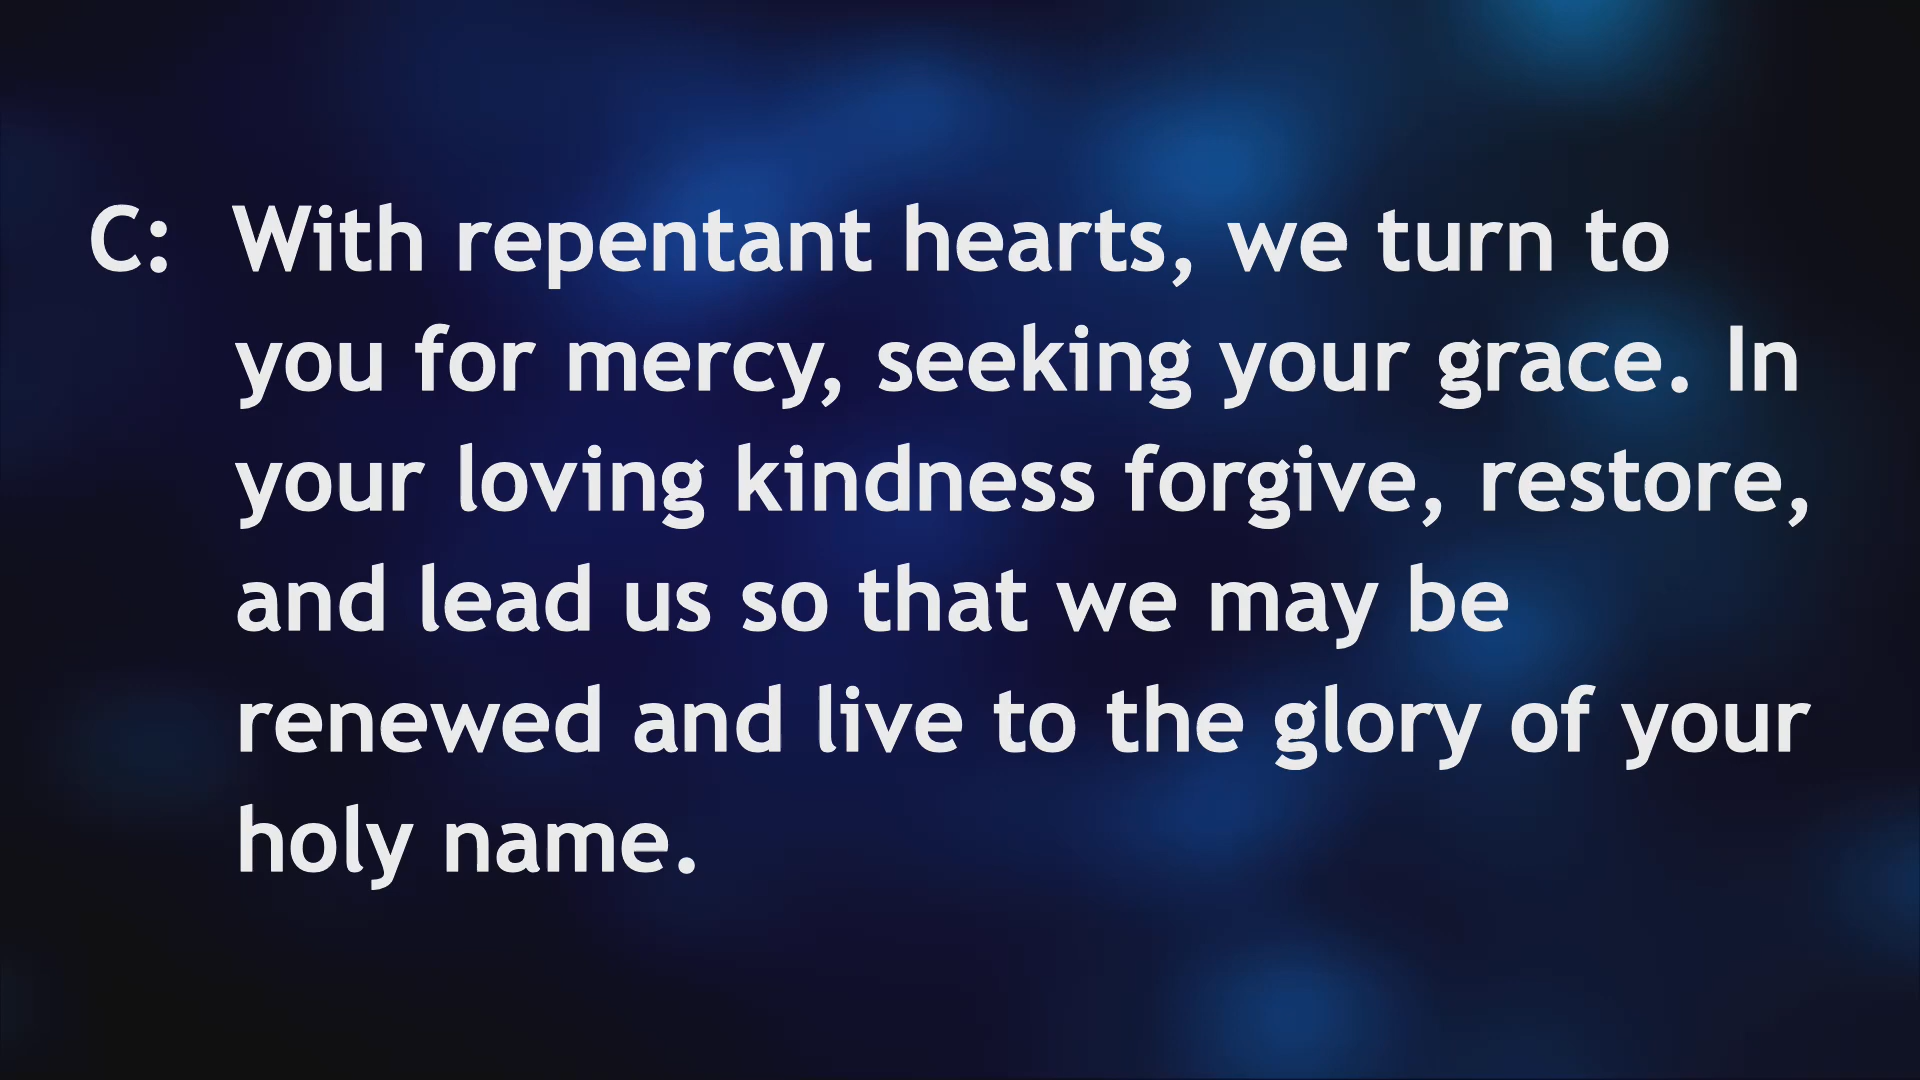 C: With repentant hearts, we turn to
you for mercy, seeking your grace. In
your loving kindness forgive, restore,
and lead us so that we may be
renewed and live to the glory of your
holy name.